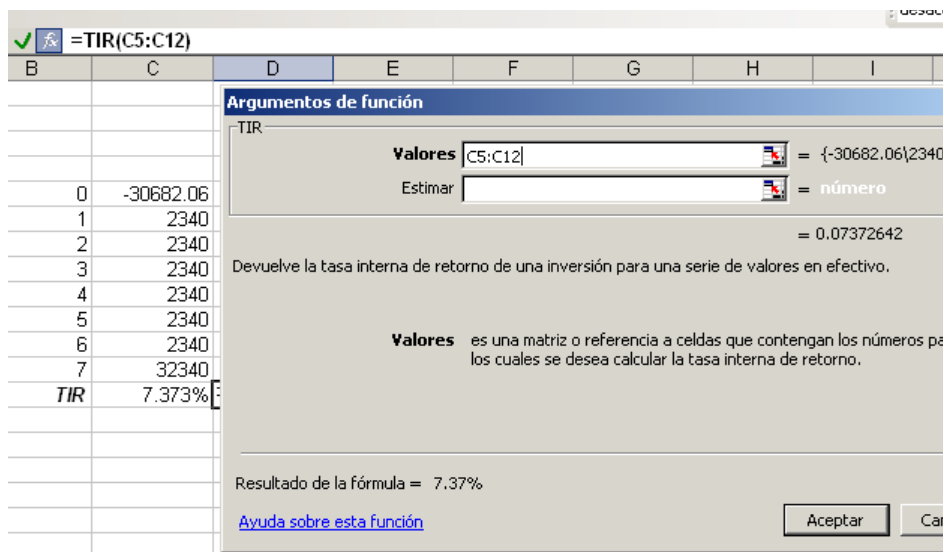 =TIR(C5:C12)
B C D E F G H I
Argumentos de función
TIR
Valores C5:C12 = {-30682.06\2340
Estimar = número
= 0.07372642
Devuelve la tasa interna de retorno de una inversión para una serie de valores en efectivo.
Valores es una matriz o referencia a celdas que contengan los números pa
los cuales se desea calcular la tasa interna de retorno.
Resultado de la fórmula = 7.37%
Ayuda sobre esta función
Aceptar
0 -30682.06
1 2340
2 2340
3 2340
4 2340
5 2340
6 2340
7 32340
TIR 7.373%